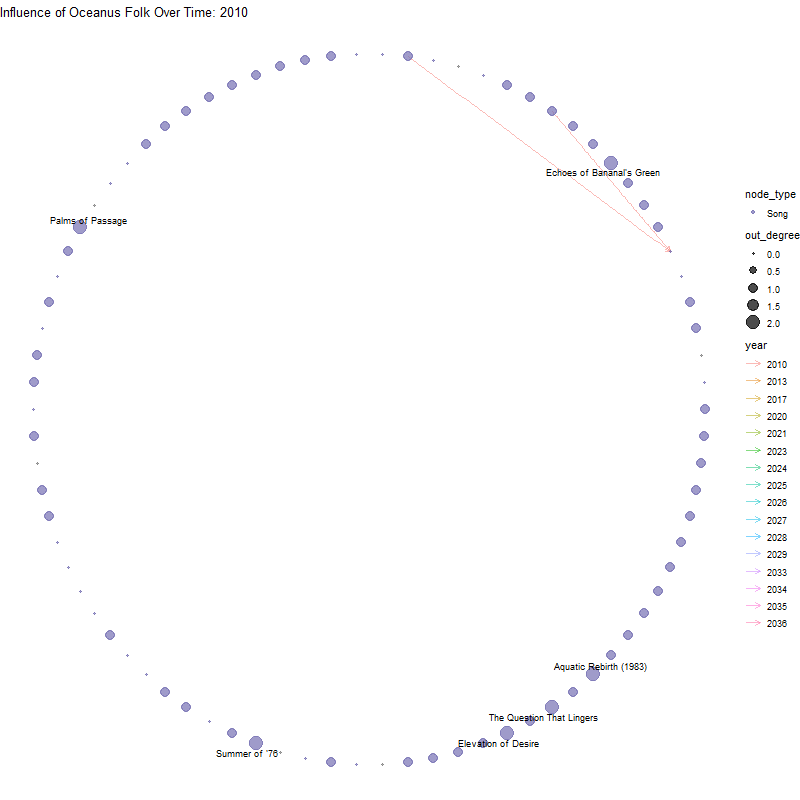 Influence of Oceanus Folk Over Time: 2010
Echoes of Bananal's Green
Palms of Passage
Aquatic Rebirth (1983)
The Question That Lingers
Elevation of Desire
Summer of '76
node_type
Song
out_degree
0.0
0.5
1.0
1.5
2.0
year
2010
2013
2017
2020
2021
2023
2024
2025
2026
2027
2028
2029
2033
2034
2035
2036